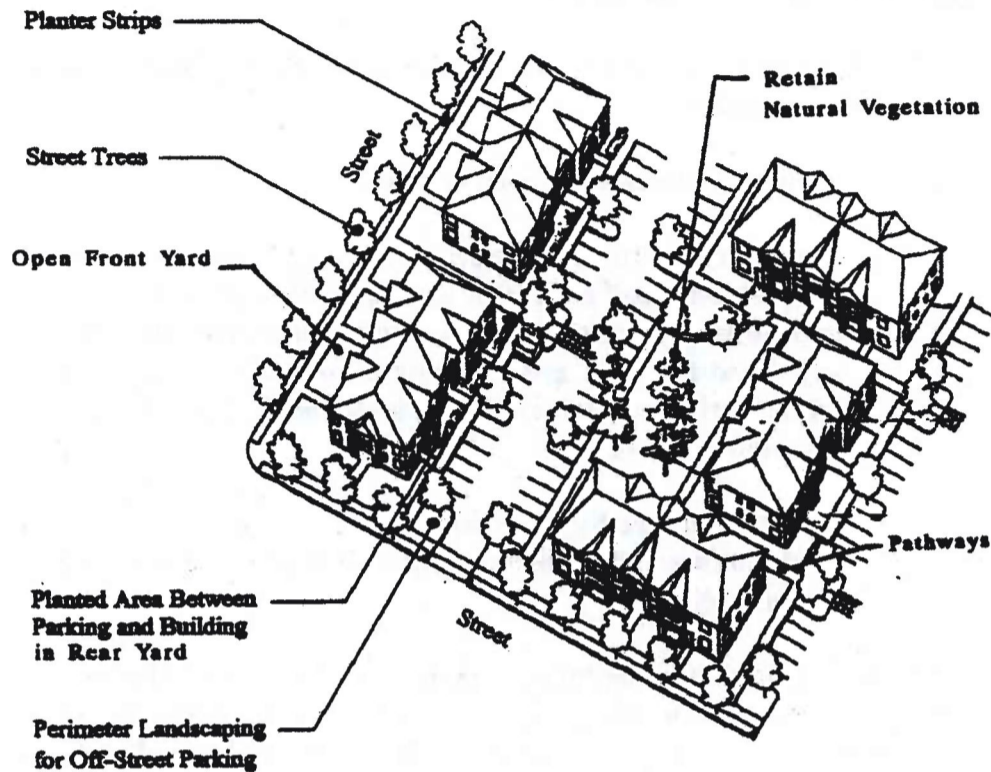 Planter Strips
Street Trees
Open Front Yard
Street
Retain
Natural Vegetation
Pathways
Street
Planted Area Between
Parking and Building
in Rear Yard
Perimeter Landscaping
for Off-Street Parking